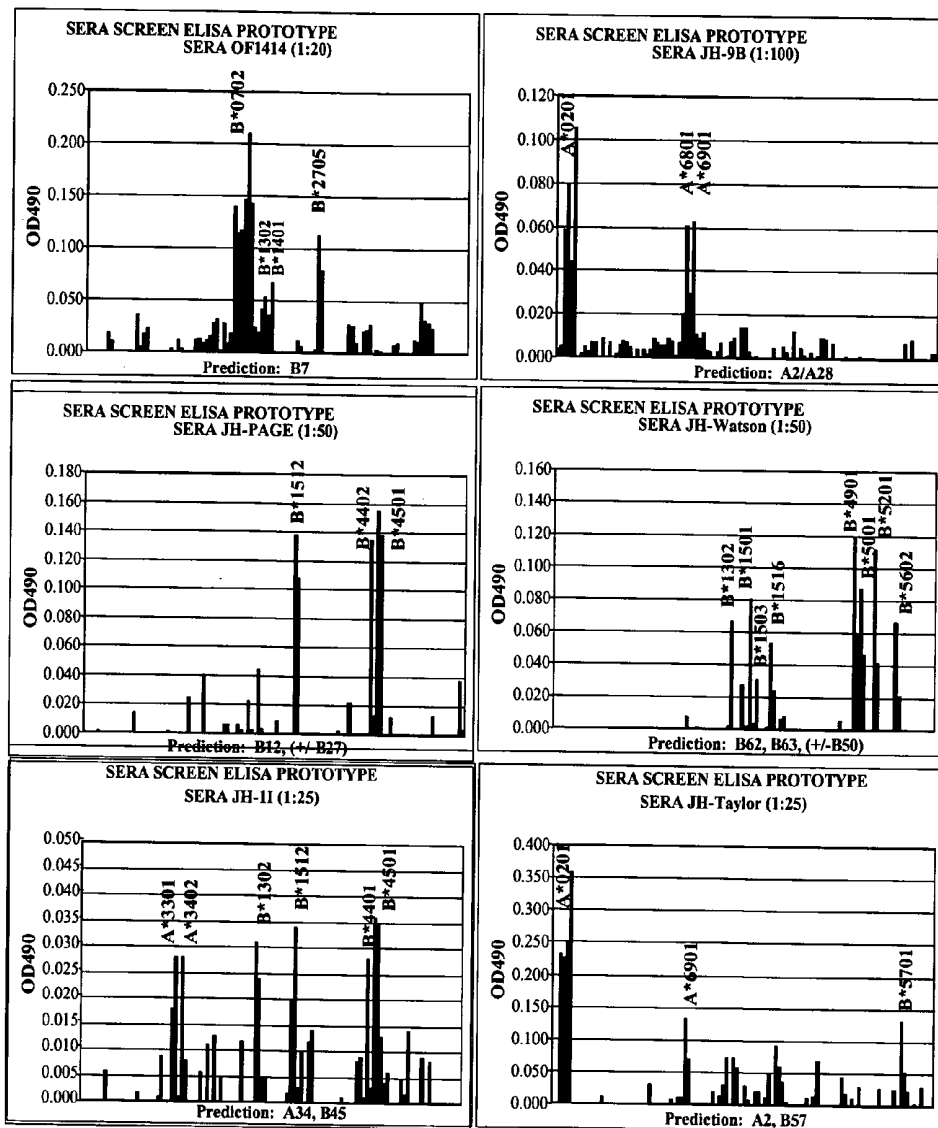 SERA SCREEN ELISA PROTOTYPE
SERA OF1414 (1:20)
0.250
0.200
0.150
0.100
0.050
0.000
OD490
B*0702
B*1302
B*1401
B*2705
Prediction: B7
SERA SCREEN ELISA PROTOTYPE
SERA JH-9B (1:100)
0.120
0.100
0.080
0.060
0.040
0.020
0.000
OD490
A*0201
A*6801
A*6901
Prediction: A2/A28
SERA SCREEN ELISA PROTOTYPE
SERA JH-PAGE (1:50)
0.180
0.160
0.140
0.120
0.100
0.080
0.060
0.040
0.020
0.000
OD490
B*1512
B*4402
B*4501
Prediction: B12, (+/-B27)
SERA SCREEN ELISA PROTOTYPE
SERA JH-Watson (1:50)
0.160
0.140
0.120
0.100
0.080
0.060
0.040
0.020
0.000
OD490
B*1302
B*1501
B*1503
B*1516
B*4901
B*5001
B*5201
B*5602
Prediction: B62, B63, (+/-B50)
SERA SCREEN ELISA PROTOTYPE
SERA JH-1I (1:25)
0.050
0.045
0.040
0.035
0.030
0.025
0.020
0.015
0.010
0.005
0.000
OD490
A*3301
A*3402
B*1302
B*1512
B*4401
B*4501
Prediction: A34, B45
SERA SCREEN ELISA PROTOTYPE
SERA JH-Taylor (1:25)
0.400
0.350
0.300
0.250
0.200
0.150
0.100
0.050
0.000
OD490
A*0201
A*6901
B*5701
Prediction: A2, B57